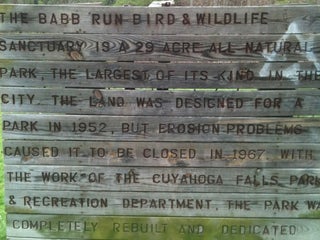 THE BABB RUN BIRD & WILDLIFE
SANCTUARY IS A 29 ACRE ALL NATURAL
PARK, THE LARGEST OF ITS KIND IN THE
CITY. THE LAND WAS DESIGNED FOR A
PARK IN 1952, BUT EROSION PROBLEMS
CAUSED IT TO BE CLOSED IN 1967. WITH
THE WORK OF THE CUYAHOGA FALLS PARK
& RECREATION DEPARTMENT, THE PARK WA
COMPLETELY REBUILT AND DEDICATED